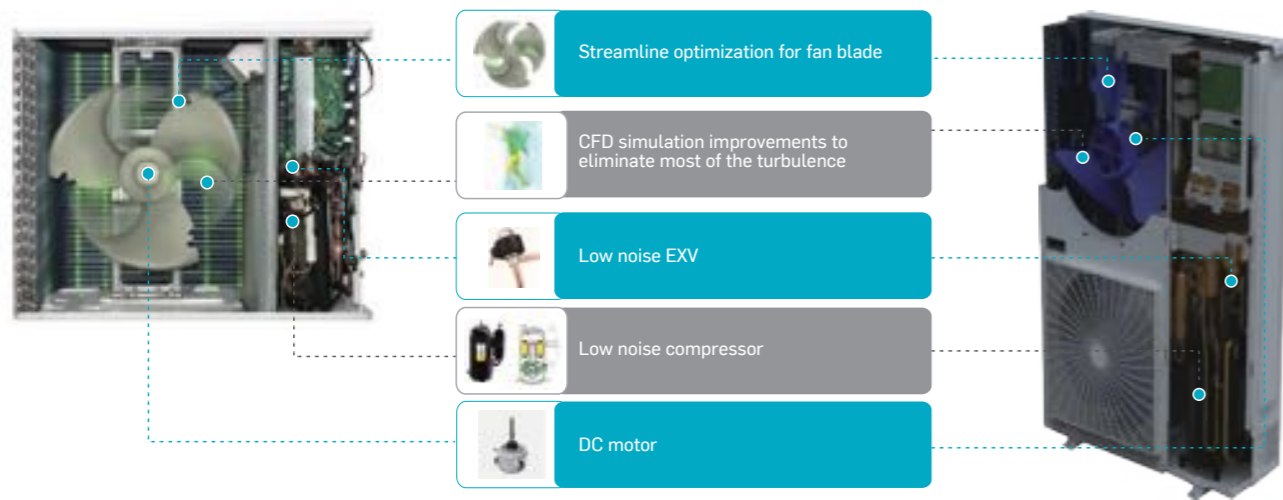 Streamline optimization for fan blade
CFD simulation improvements to
eliminate most of the turbulence
Low noise EXV
Low noise compressor
DC motor